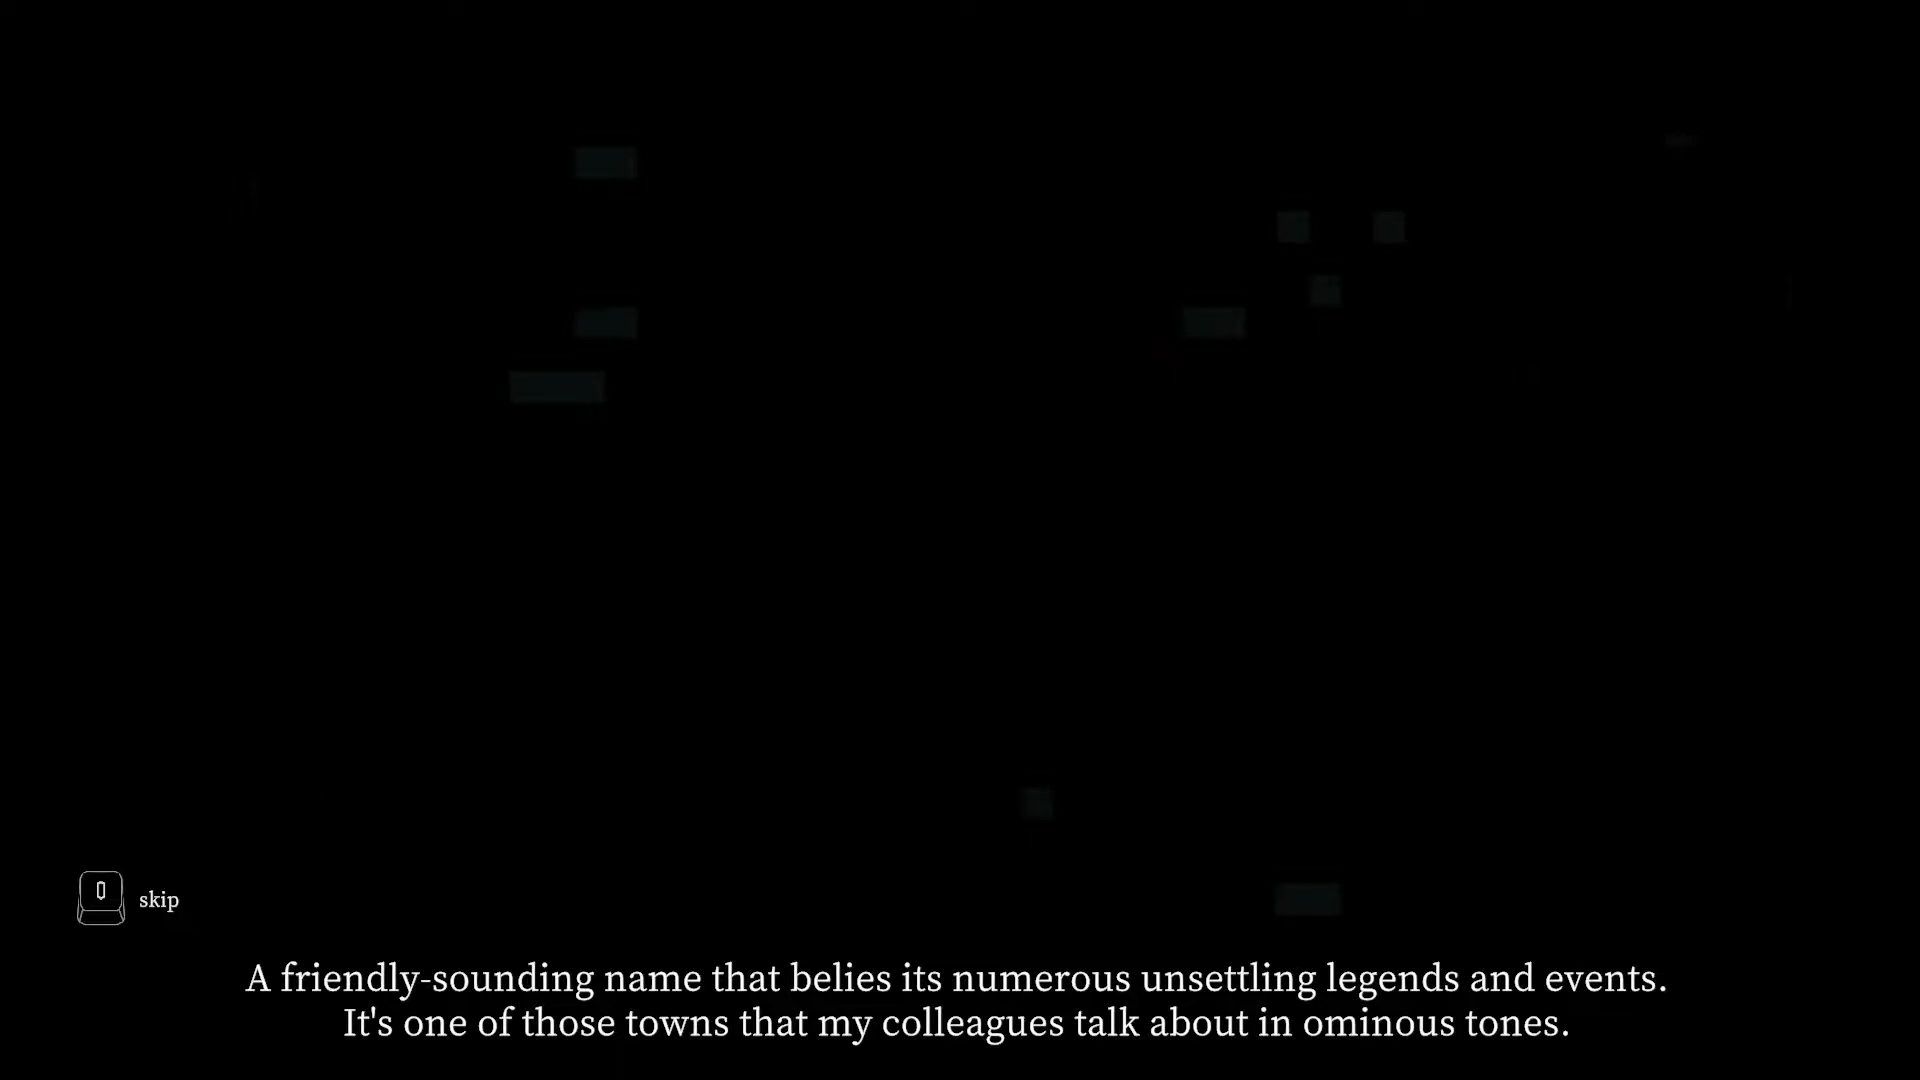 0
skip
A friendly-sounding name that belies its numerous unsettling legends and events.
It's one of those towns that my colleagues talk about in ominous tones.